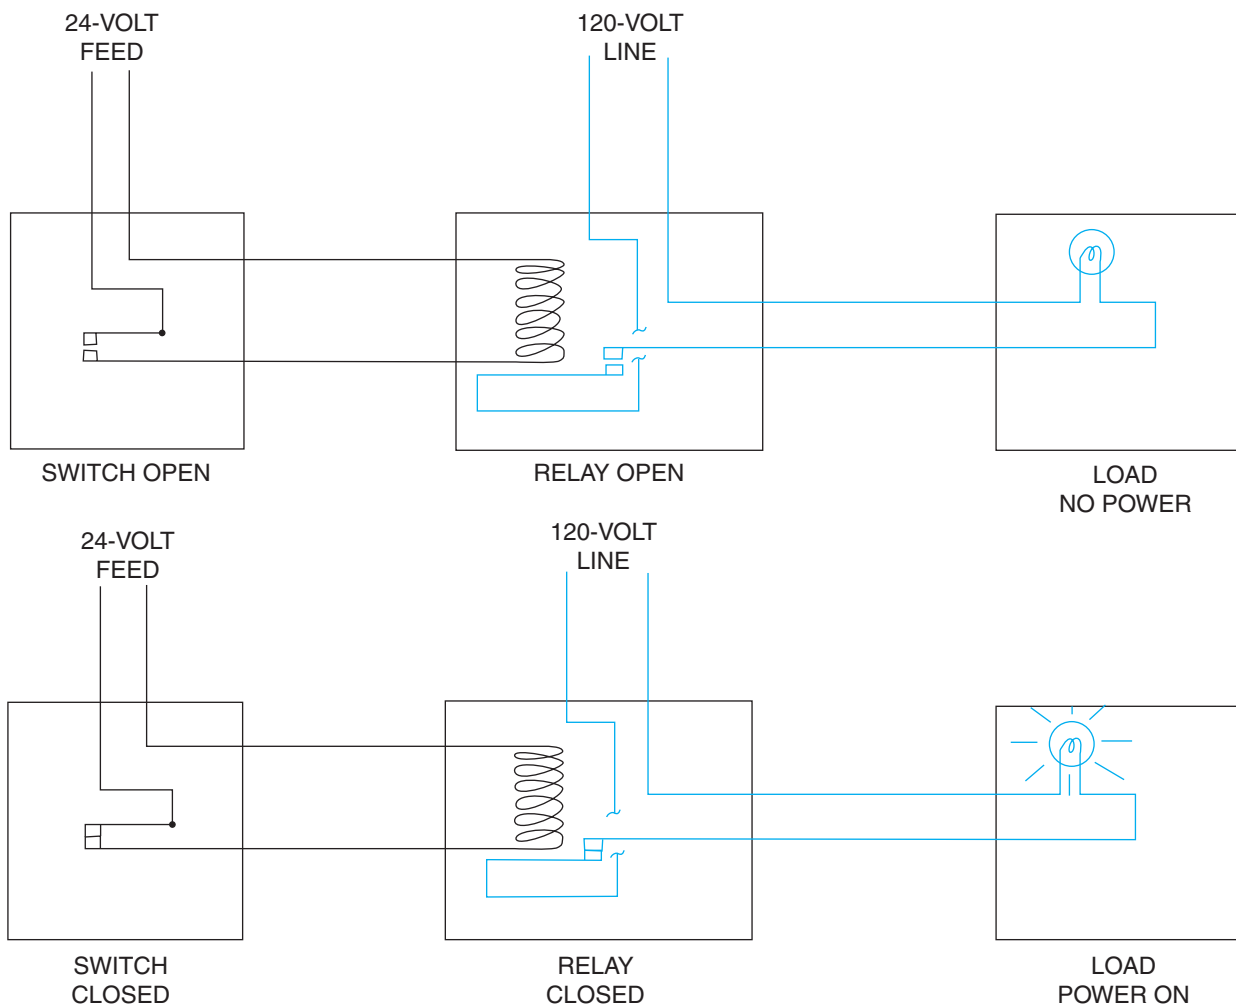 24-VOLT
FEED
120-VOLT
LINE
SWITCH OPEN
RELAY OPEN
LOAD
NO POWER
24-VOLT
FEED
120-VOLT
LINE
SWITCH
CLOSED
RELAY
CLOSED
LOAD
POWER ON